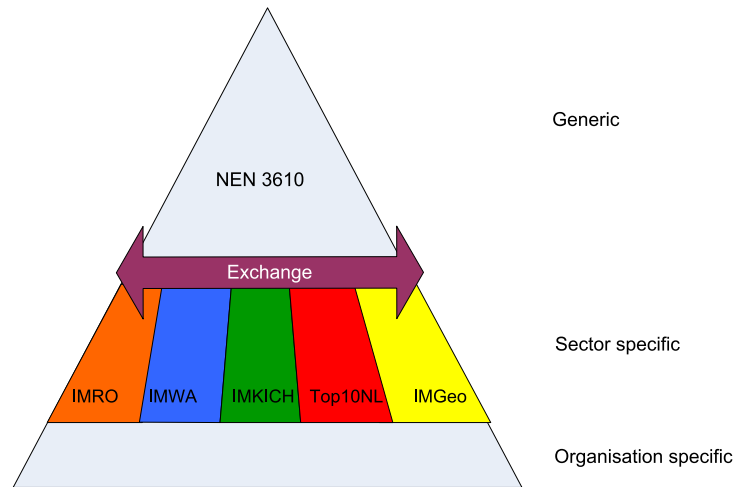 Generic
NEN 3610
Exchange
Sector specific
IMRO IMWA IMKICH Top10NL IMGeo
Organisation specific